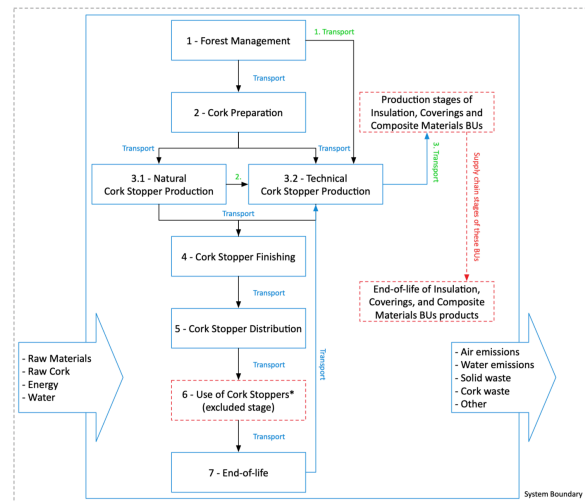 1 - Forest Management
1. Transport
Transport
2 - Cork Preparation
Production stages of
Insulation, Coverings and
Composite Materials BUs
Transport
Transport
3.1 - Natural
Cork Stopper Production
2.
3.2 - Technical
Cork Stopper Production
3. Transport
Supply chain stages of these BUs
Transport
4 - Cork Stopper Finishing
Transport
End-of-life of Insulation,
Coverings, and Composite
Materials BUs products
5 - Cork Stopper Distribution
Transport
Transport
6 - Use of Cork Stoppers*
(excluded stage)
Transport
7 - End-of-life
- Raw Materials
- Raw Cork
- Energy
- Water
- Air emissions
- Water emissions
- Solid waste
- Cork waste
- Other
System Boundary